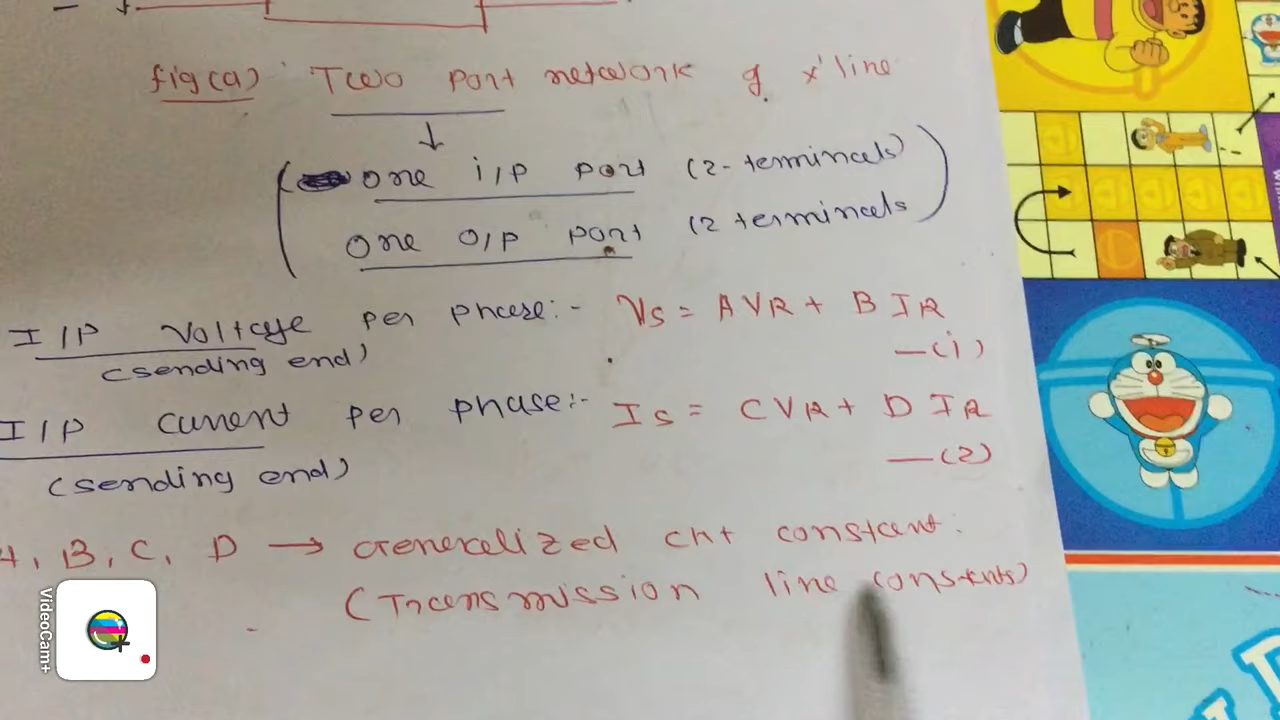 fig(a) Two port network of x' line
(one i/p port (2-terminals)
one o/p port (2 terminals)
I/P Voltage per phase:- Vs = AVR + BIR
(sending end) —(1)
I/P current per phase:- Is = CVR + DIR
—(2)
(sending end)
A, B, C, D → Generalized ckt constant.
(Transmission line constants)
VideoCam+